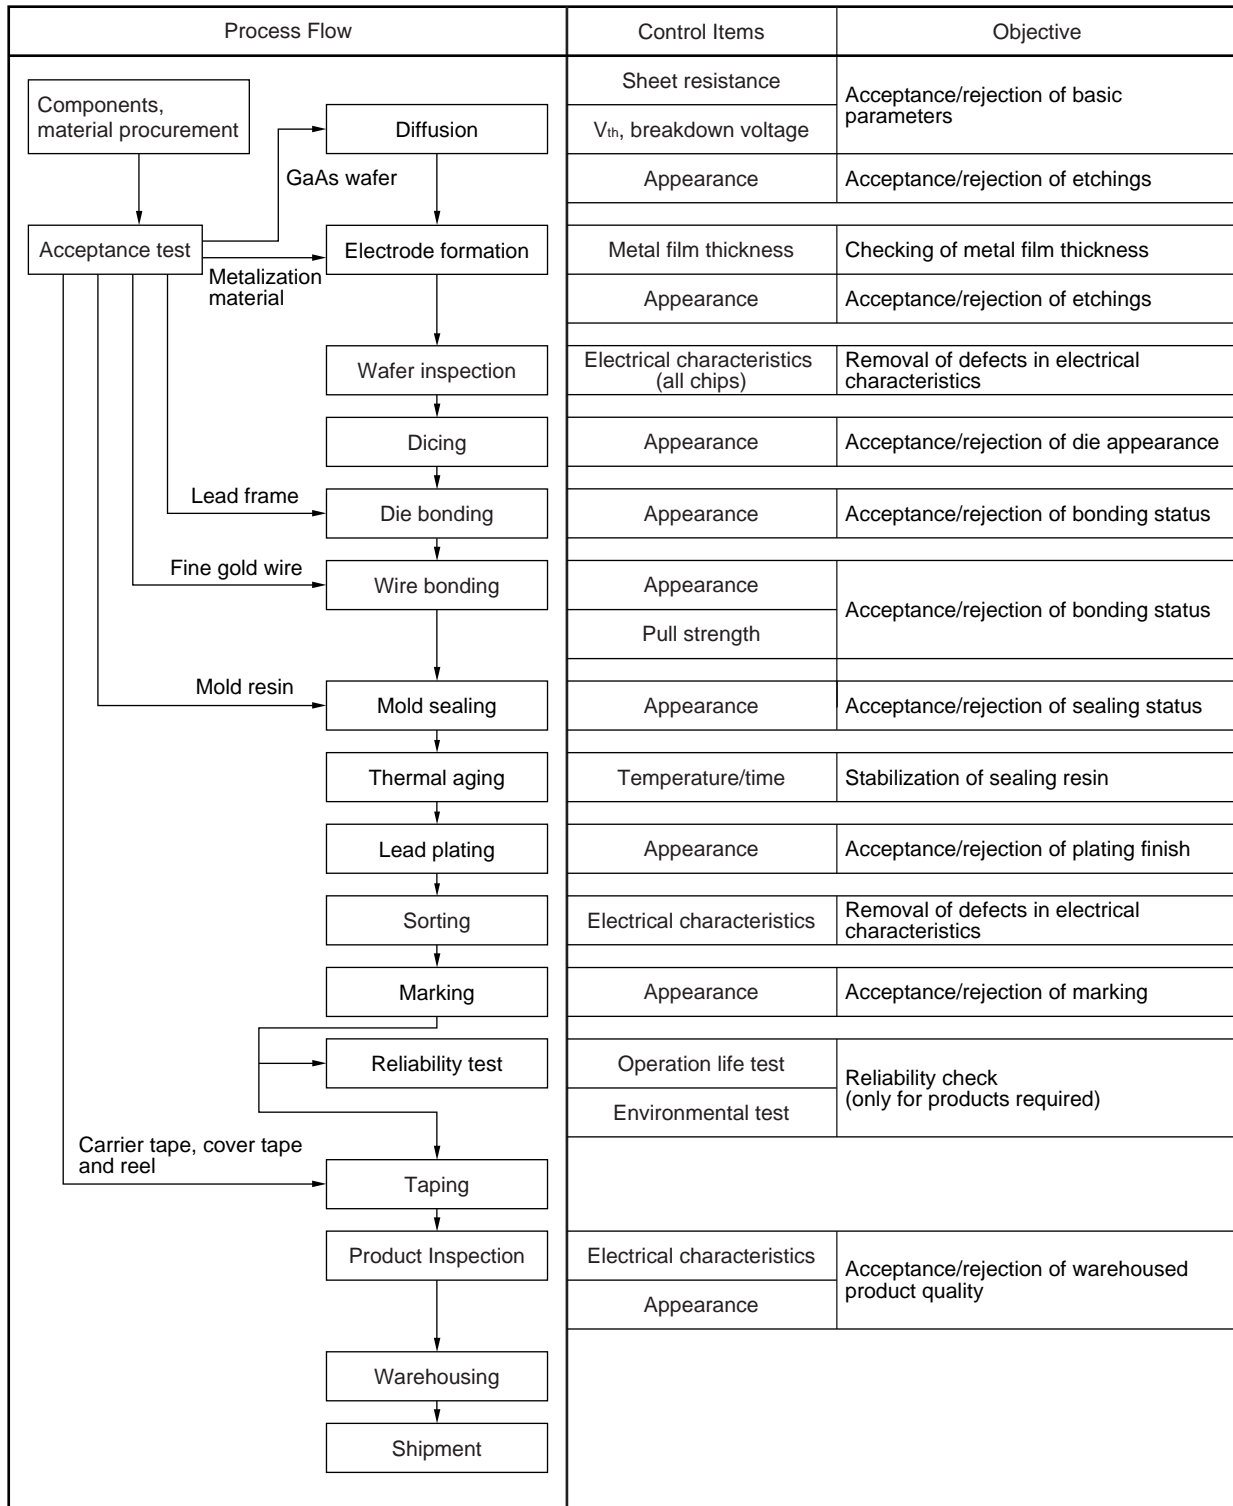 Process Flow
Control Items
Objective
Components,
material procurement
Diffusion
GaAs wafer
Sheet resistance
Vth, breakdown voltage
Acceptance/rejection of basic
parameters
Appearance
Acceptance/rejection of etchings
Acceptance test
Metalization
material
Electrode formation
Metal film thickness
Checking of metal film thickness
Appearance
Acceptance/rejection of etchings
Wafer inspection
Electrical characteristics
(all chips)
Removal of defects in electrical
characteristics
Dicing
Appearance
Acceptance/rejection of die appearance
Lead frame
Die bonding
Appearance
Acceptance/rejection of bonding status
Fine gold wire
Wire bonding
Appearance
Pull strength
Acceptance/rejection of bonding status
Mold resin
Mold sealing
Appearance
Acceptance/rejection of sealing status
Thermal aging
Temperature/time
Stabilization of sealing resin
Lead plating
Appearance
Acceptance/rejection of plating finish
Sorting
Electrical characteristics
Removal of defects in electrical
characteristics
Marking
Appearance
Acceptance/rejection of marking
Reliability test
Operation life test
Environmental test
Reliability check
(only for products required)
Carrier tape, cover tape
and reel
Taping
Product Inspection
Electrical characteristics
Appearance
Acceptance/rejection of warehoused
product quality
Warehousing
Shipment